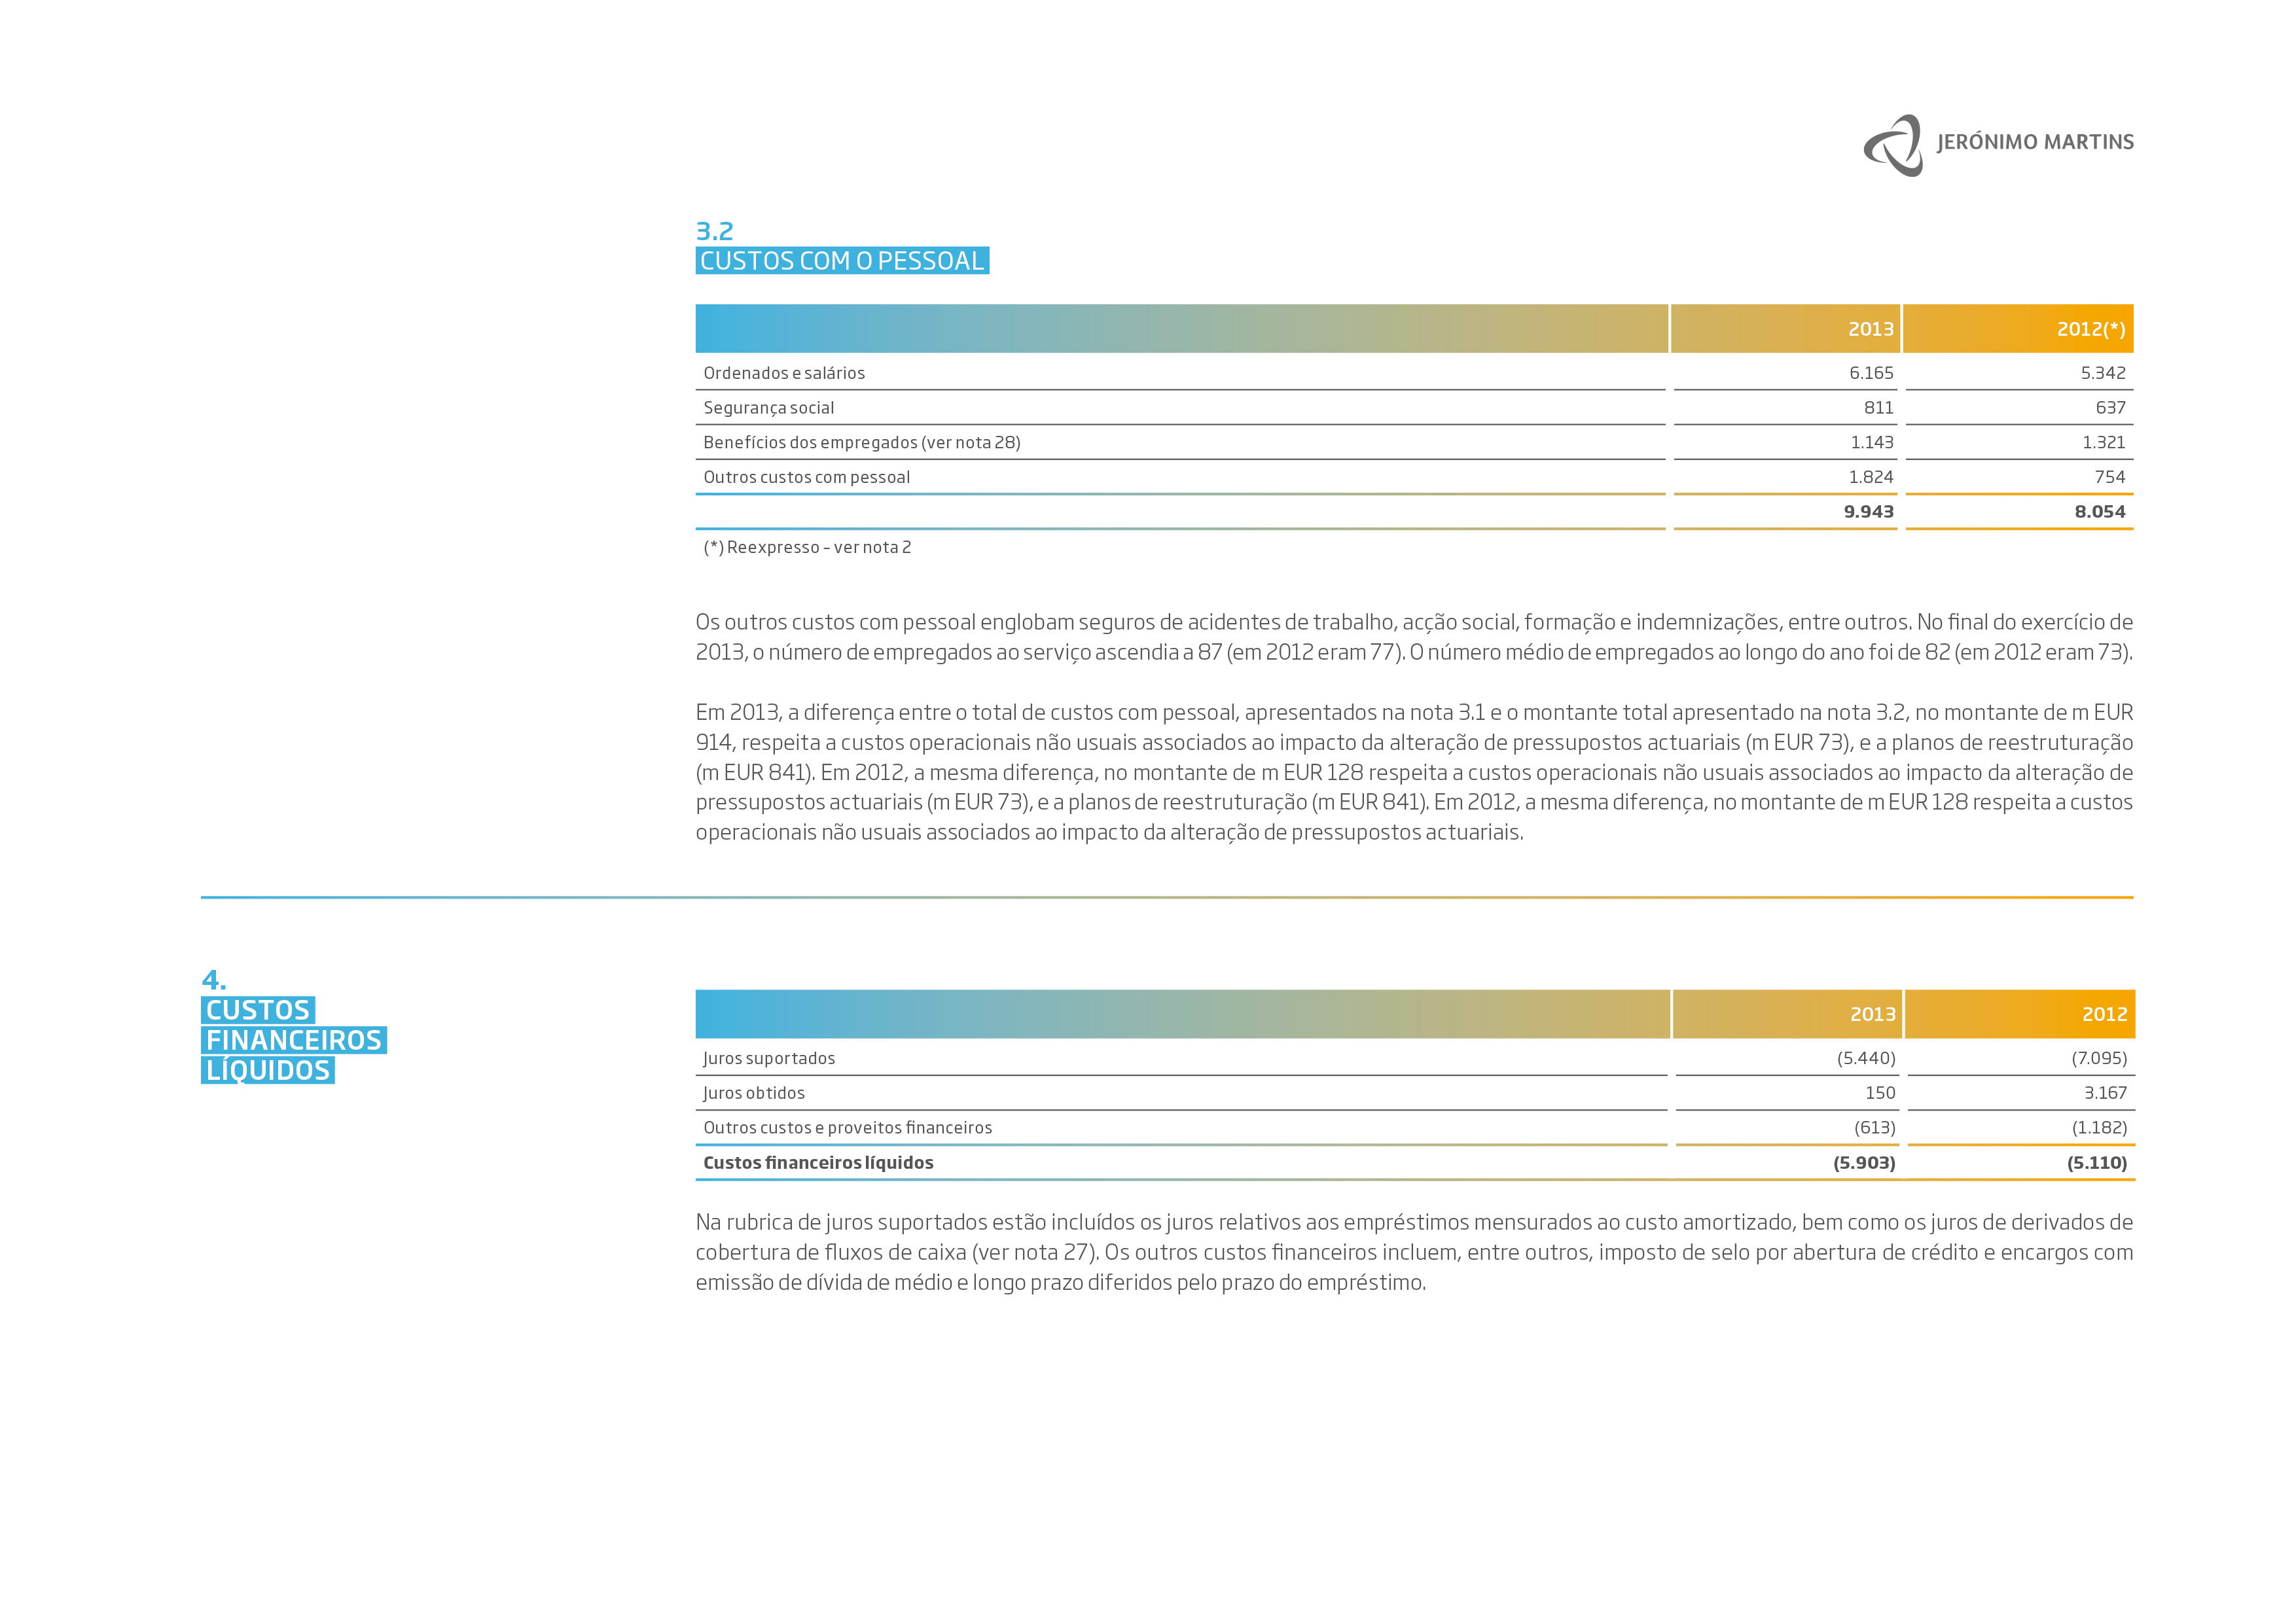 JERÓNIMO MARTINS
3.2
CUSTOS COM O PESSOAL
2013 2012(*)
Ordenados e salários 6.165 5.342
Segurança social 811 637
Benefícios dos empregados (ver nota 28) 1.143 1.321
Outros custos com pessoal 1.824 754
9.943 8.054
(*) Reexpresso – ver nota 2
Os outros custos com pessoal englobam seguros de acidentes de trabalho, acção social, formação e indemnizações, entre outros. No final do exercício de
2013, o número de empregados ao serviço ascendia a 87 (em 2012 eram 77). O número médio de empregados ao longo do ano foi de 82 (em 2012 eram 73).
Em 2013, a diferença entre o total de custos com pessoal, apresentados na nota 3.1 e o montante total apresentado na nota 3.2, no montante de m EUR
914, respeita a custos operacionais não usuais associados ao impacto da alteração de pressupostos actuariais (m EUR 73), e a planos de reestruturação
(m EUR 841). Em 2012, a mesma diferença, no montante de m EUR 128 respeita a custos operacionais não usuais associados ao impacto da alteração de
pressupostos actuariais (m EUR 73), e a planos de reestruturação (m EUR 841). Em 2012, a mesma diferença, no montante de m EUR 128 respeita a custos
operacionais não usuais associados ao impacto da alteração de pressupostos actuariais.
4.
CUSTOS
FINANCEIROS
LÍQUIDOS
2013 2012
Juros suportados (5.440) (7.095)
Juros obtidos 150 3.167
Outros custos e proveitos financeiros (613) (1.182)
Custos financeiros líquidos (5.903) (5.110)
Na rubrica de juros suportados estão incluídos os juros relativos aos empréstimos mensurados ao custo amortizado, bem como os juros de derivados de
cobertura de fluxos de caixa (ver nota 27). Os outros custos financeiros incluem, entre outros, imposto de selo por abertura de crédito e encargos com
emissão de dívida de médio e longo prazo diferidos pelo prazo do empréstimo.